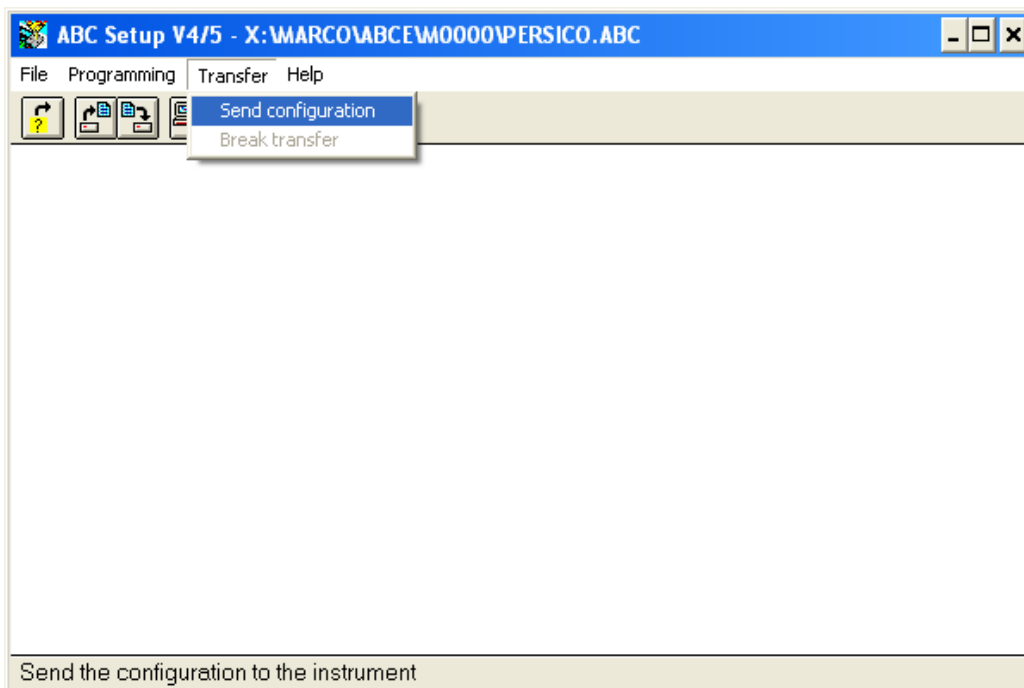 ABC Setup V4/5 - X:\MARCO\ABCE\M0000\PERSICO.ABC
File Programming Transfer Help
?
Send configuration
Break transfer
Send the configuration to the instrument